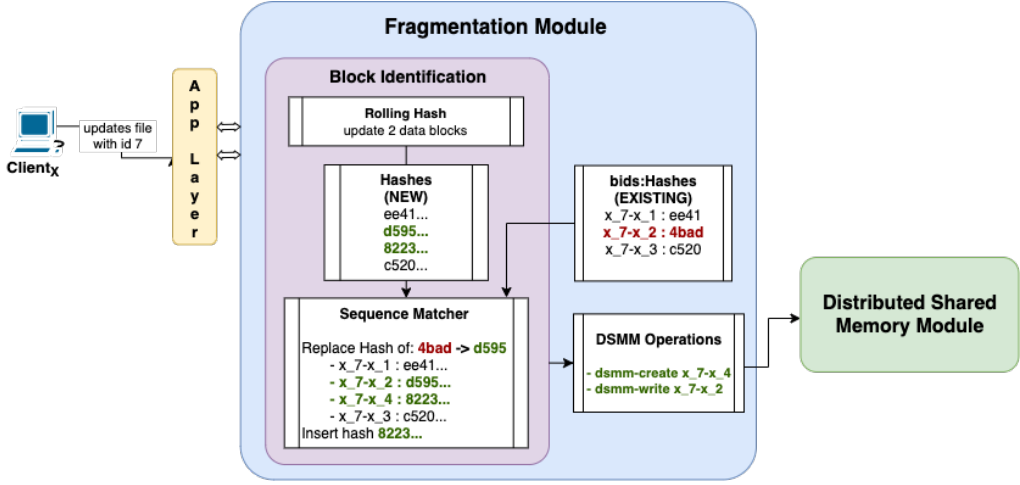 Fragmentation Module
Block Identification
Rolling Hash
update 2 data blocks
App Layer
updates file
with id 7
?
Clientx
Hashes
(NEW)
ee41...
d595...
8223...
c520...
bids:Hashes
(EXISTING)
x_7-x_1 : ee41
x_7-x_2 : 4bad
x_7-x_3 : c520
Sequence Matcher
Replace Hash of: 4bad -> d595
- x_7-x_1 : ee41...
- x_7-x_2 : d595...
- x_7-x_4 : 8223...
- x_7-x_3 : c520...
Insert hash 8223...
DSMM Operations
- dsmm-create x_7-x_4
- dsmm-write x_7-x_2
Distributed Shared
Memory Module